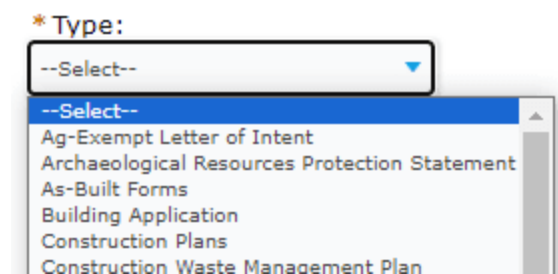 * Type:
--Select--
--Select--
Ag-Exempt Letter of Intent
Archaeological Resources Protection Statement
As-Built Forms
Building Application
Construction Plans
Construction Waste Management Plan